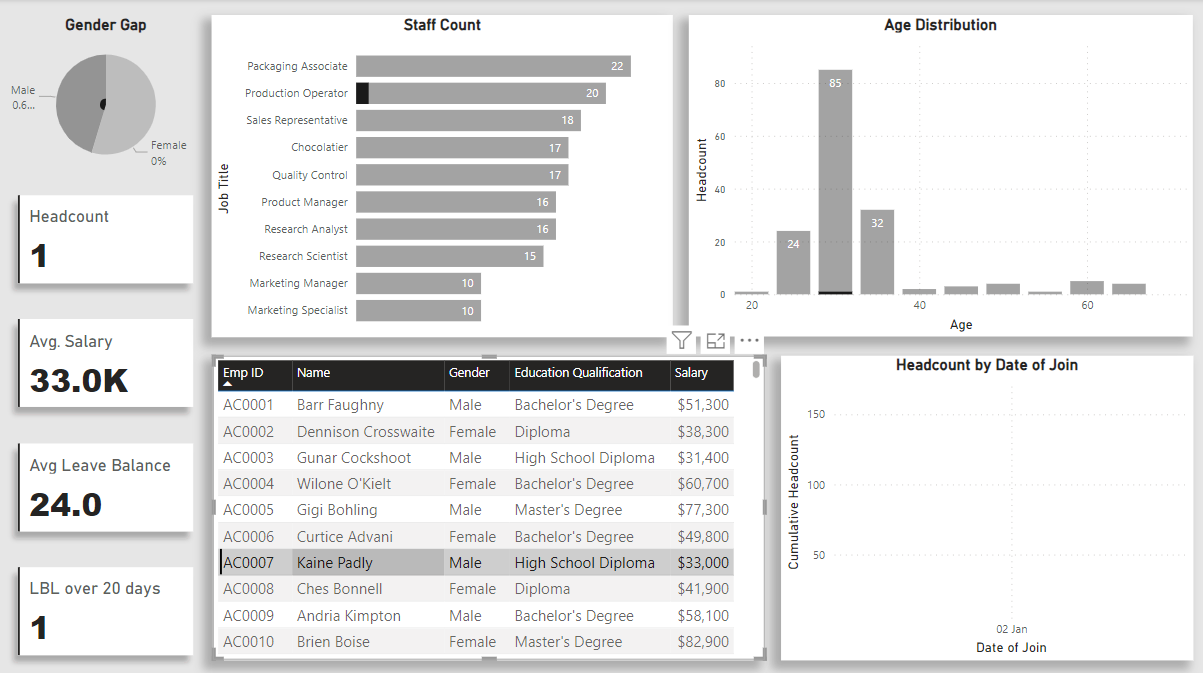 Gender Gap
Male
0.6...
Female
0%
Headcount
1
Avg. Salary
33.0K
Avg Leave Balance
24.0
LBL over 20 days
1
Staff Count
Job Title
Packaging Associate 22
Production Operator 20
Sales Representative 18
Chocolatier 17
Quality Control 17
Product Manager 16
Research Analyst 16
Research Scientist 15
Marketing Manager 10
Marketing Specialist 10
Age Distribution
Headcount
80
60
40
20
0
85
32
24
20 40 60
Age
Emp ID Name Gender Education Qualification Salary
AC0001 Barr Faughny Male Bachelor's Degree $51,300
AC0002 Dennison Crosswaite Female Diploma $38,300
AC0003 Gunar Cockshoot Male High School Diploma $31,400
AC0004 Wilone O'Kielt Female Bachelor's Degree $60,700
AC0005 Gigi Bohling Male Master's Degree $77,300
AC0006 Curtice Advani Female Bachelor's Degree $49,800
AC0007 Kaine Padly Male High School Diploma $33,000
AC0008 Ches Bonnell Female Diploma $41,900
AC0009 Andria Kimpton Male Bachelor's Degree $58,100
AC0010 Brien Boise Female Master's Degree $82,900
Headcount by Date of Join
Cumulative Headcount
150
100
50
02 Jan
Date of Join